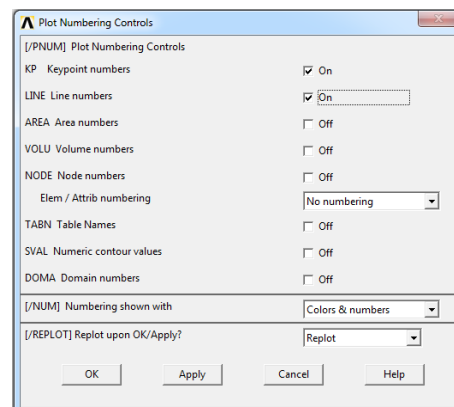 Plot Numbering Controls
[/PNUM] Plot Numbering Controls
KP Keypoint numbers On
LINE Line numbers On
AREA Area numbers Off
VOLU Volume numbers Off
NODE Node numbers Off
Elem / Attrib numbering No numbering
TABN Table Names Off
SVAL Numeric contour values Off
DOMA Domain numbers Off
[/NUM] Numbering shown with Colors & numbers
[/REPLOT] Replot upon OK/Apply? Replot
OK Apply Cancel Help